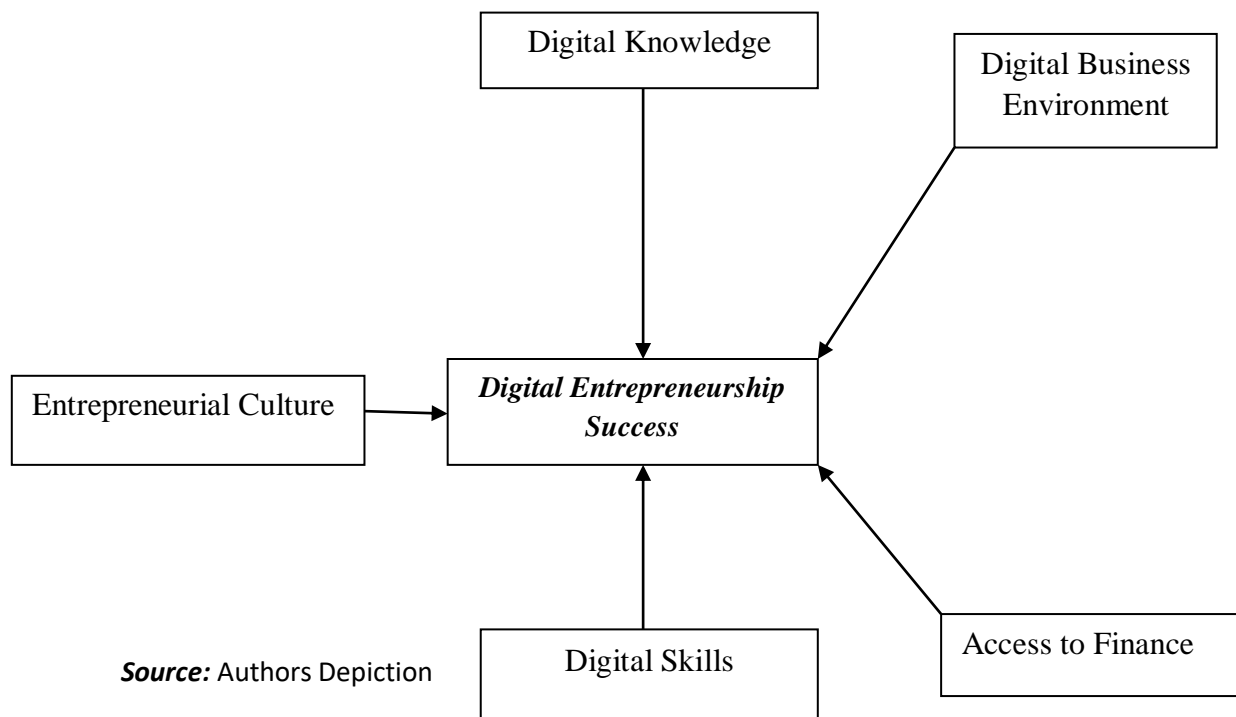 Digital Knowledge
Digital Business
Environment
Entrepreneurial Culture
Digital Entrepreneurship
Success
Access to Finance
Digital Skills
Source: Authors Depiction